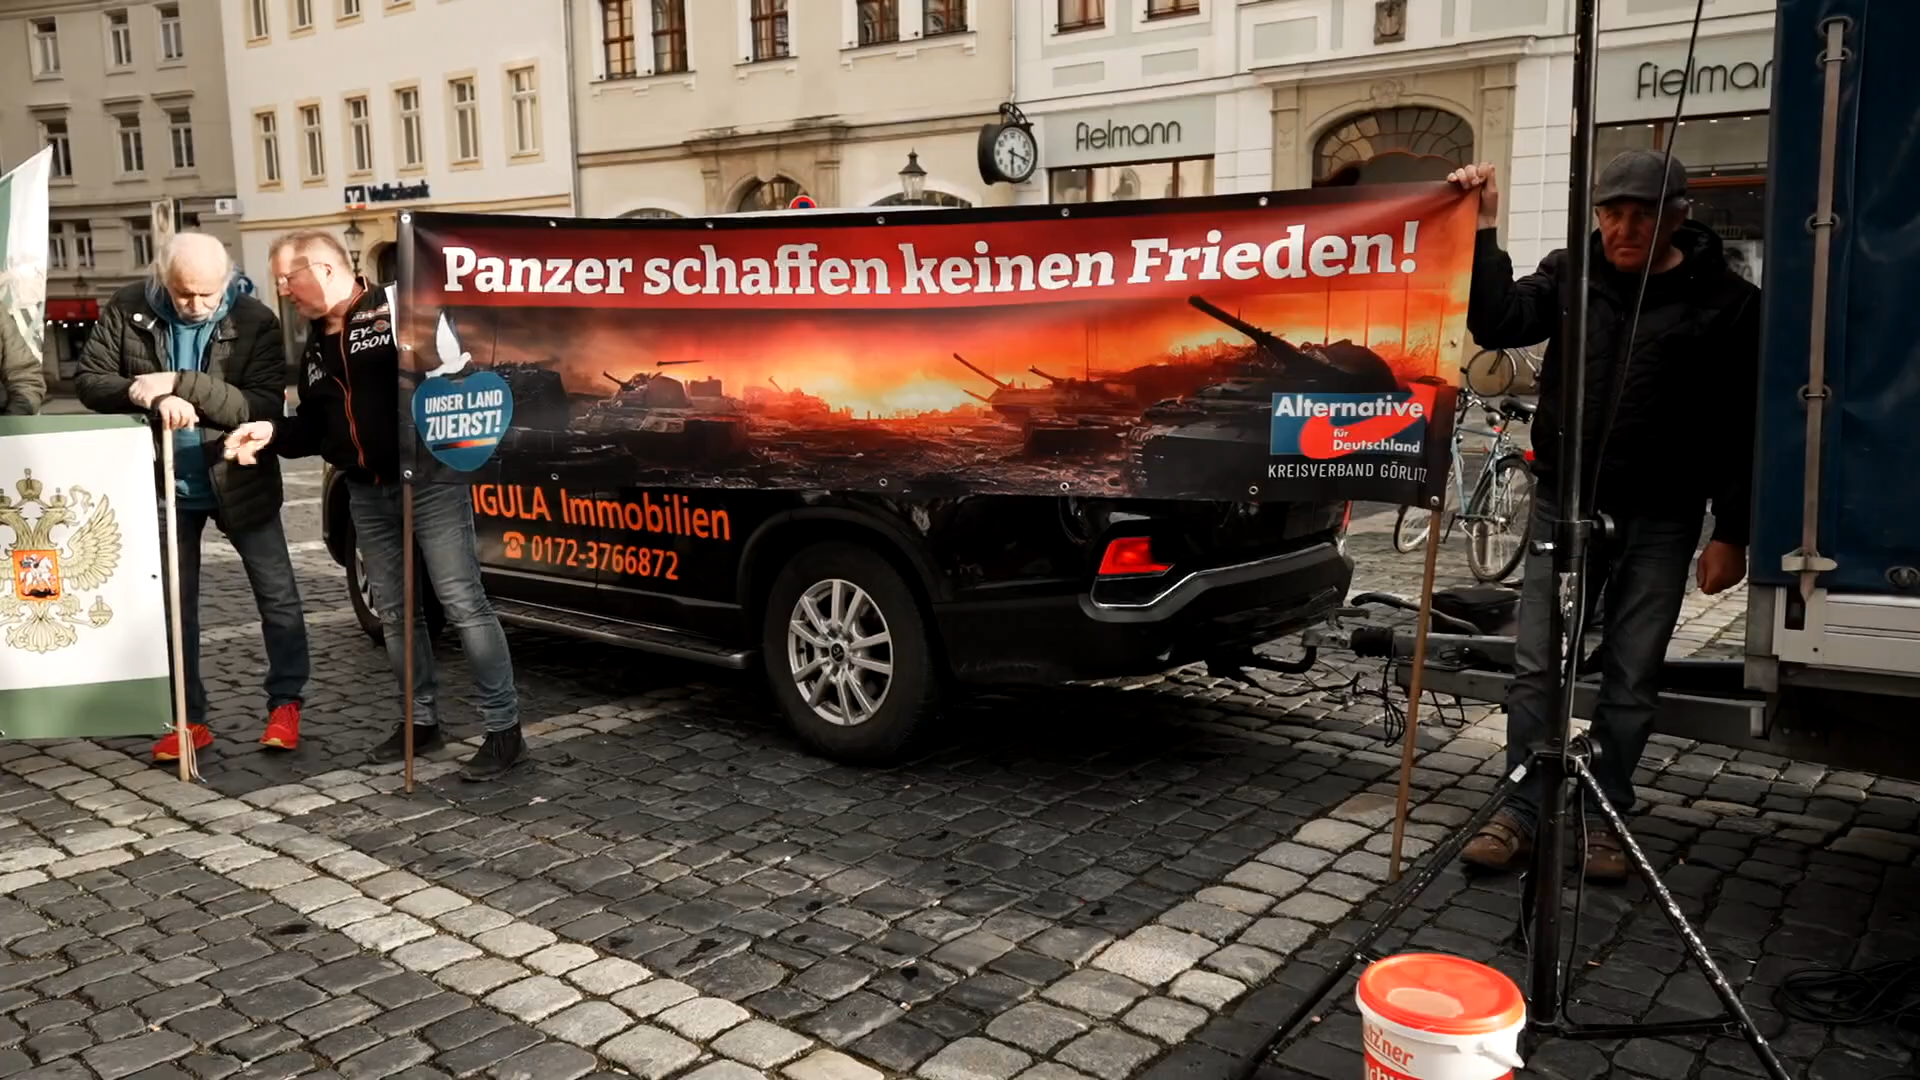 fielmann
fielmar
Volksbank
Panzer schaffen keinen Frieden!
EY-
DSON
UNSER LAND
ZUERST!
Alternative
für
Deutschland
KREISVERBAND GÖRLITZ
IGULA Immobilien
0172-3766872